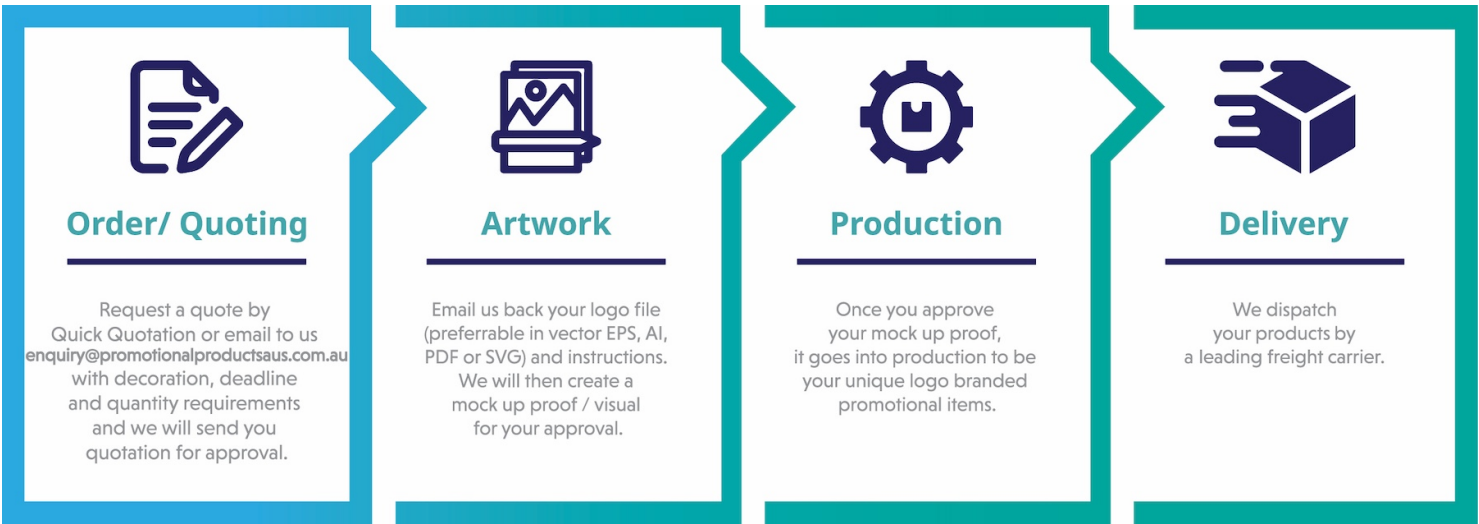 Order/ Quoting
Request a quote by
Quick Quotation or email to us
enquiry@promotionalproductsaus.com.au
with decoration, deadline
and quantity requirements
and we will send you
quotation for approval.
Artwork
Email us back your logo file
(preferrable in vector EPS, AI,
PDF or SVG) and instructions.
We will then create a
mock up proof / visual
for your approval.
Production
Once you approve
your mock up proof,
it goes into production to be
your unique logo branded
promotional items.
Delivery
We dispatch
your products by
a leading freight carrier.